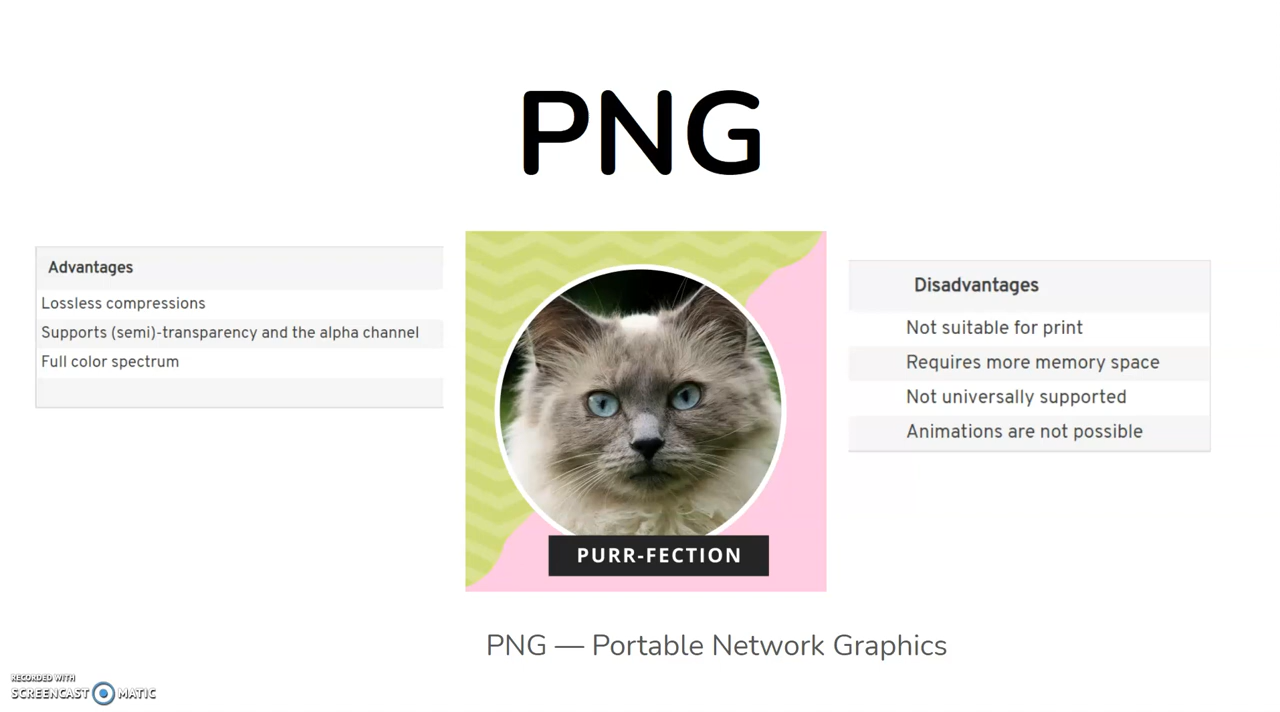 PNG
Advantages
Lossless compressions
Supports (semi)-transparency and the alpha channel
Full color spectrum
PURR-FECTION
Disadvantages
Not suitable for print
Requires more memory space
Not universally supported
Animations are not possible
PNG — Portable Network Graphics
RECORDED WITH
SCREENCAST MATIC